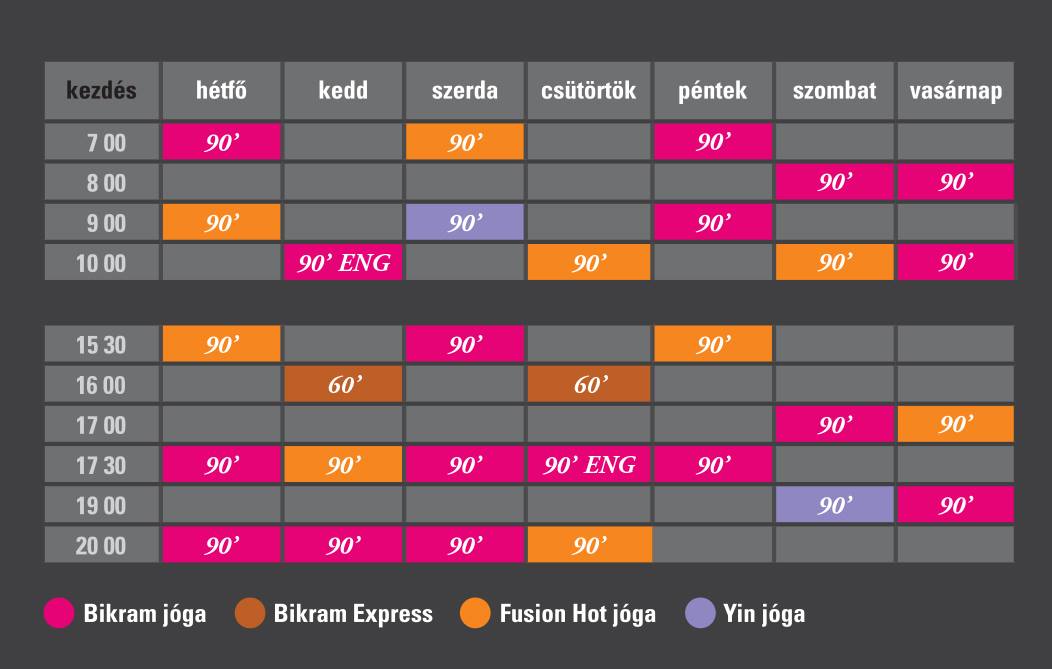 kezdés hétfő kedd szerda csütörtök péntek szombat vasárnap
7 00 90’ 90’ 90’
8 00 90’ 90’
9 00 90’ 90’ 90’
10 00 90’ ENG 90’ 90’ 90’
15 30 90’ 90’ 90’
16 00 60’ 60’
17 00 90’ 90’
17 30 90’ 90’ 90’ 90’ ENG 90’
19 00 90’ 90’
20 00 90’ 90’ 90’ 90’
Bikram jóga Bikram Express Fusion Hot jóga Yin jóga